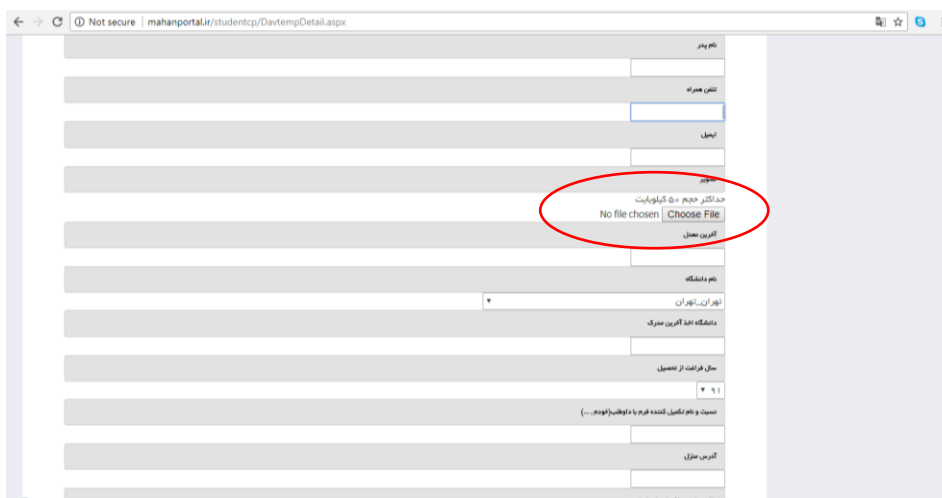 Not secure | mahanportal.ir/studentcp/DavtempDetail.aspx
نام پدر
تلفن همراه
ایمیل
تصویر
حداکثر حجم ۵۰ کیلوبایت
No file chosen Choose File
آخرین معدل
نام دانشگاه
تهران_تهران
دانشگاه اخذ آخرین مدرک
سال فراغت از تحصیل
۹۱
نسبت و نام تکمیل کننده فرم با داوطلب(خودم، ...)
آدرس منزل